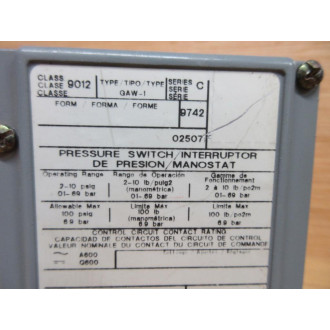 CLASS
CLASE 9012
CLASSE
TYPE/TIPO/TYPE
GAW-1
SERIES
SERIE C
SÉRIE
FORM / FORMA / FORME
9742
02507
PRESSURE SWITCH/INTERRUPTOR
DE PRESION/MANOSTAT
Operating Range Rango de Operación Gamme de Fonctionnement
2-10 psig 2-10 lb/pulg2 2 à 10 lb/po2m
(manométrica)
.01-.69 bar .01-.69 bar .01-.69 bar
Allowable Max Límite Max Limite Max
100 psig 100 lb 100 lb/po2m
(manométrica)
6.9 bar 6.9 bar 6.9 bar
CONTROL CIRCUIT CONTACT RATING
CAPACIDAD DE CONTACTOS DEL CIRCUITO DE CONTROL
VALEUR NOMINALE DU CONTACT DU CIRCUIT DE COMMANDE
A600
Q600